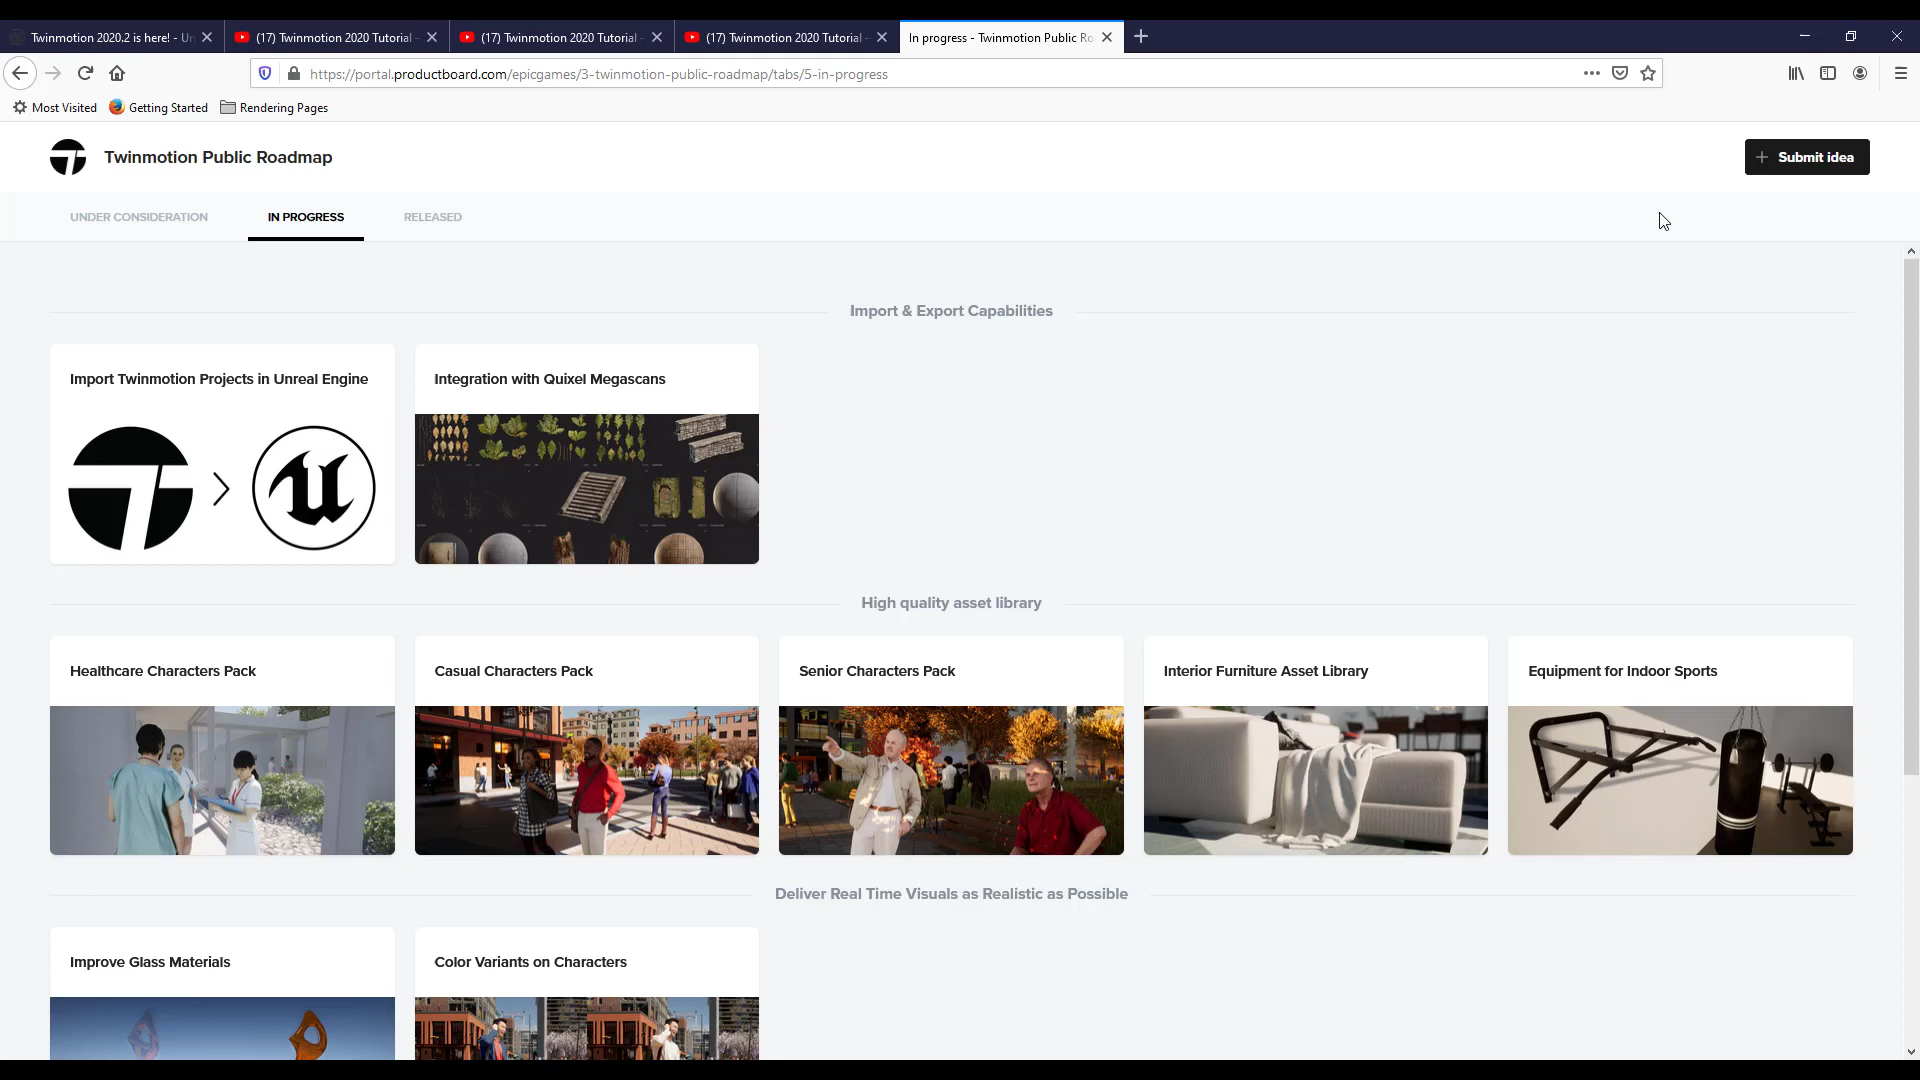 Twinmotion 2020.2 is here! - Un
(17) Twinmotion 2020 Tutorial -
(17) Twinmotion 2020 Tutorial -
(17) Twinmotion 2020 Tutorial -
In progress - Twinmotion Public Ro
https://portal.productboard.com/epicgames/3-twinmotion-public-roadmap/tabs/5-in-progress
Most Visited
Getting Started
Rendering Pages
Twinmotion Public Roadmap
+ Submit idea
UNDER CONSIDERATION
IN PROGRESS
RELEASED
Import & Export Capabilities
Import Twinmotion Projects in Unreal Engine
Integration with Quixel Megascans
High quality asset library
Healthcare Characters Pack
Casual Characters Pack
Senior Characters Pack
Interior Furniture Asset Library
Equipment for Indoor Sports
Deliver Real Time Visuals as Realistic as Possible
Improve Glass Materials
Color Variants on Characters